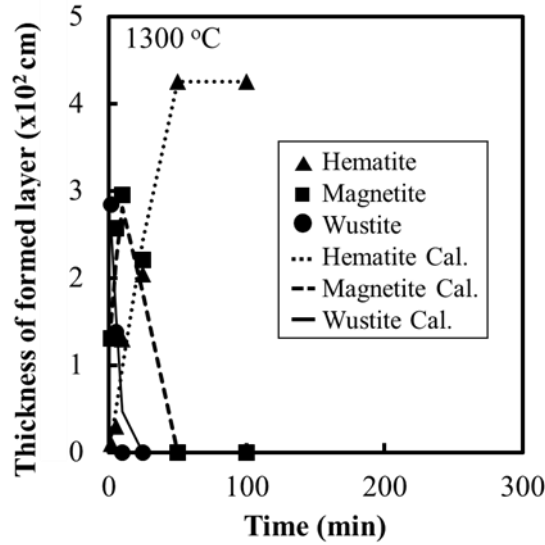 Thickness of formed layer (x10² cm)
1300 °C
5
4
3
2
1
0
Hematite
Magnetite
Wustite
Hematite Cal.
Magnetite Cal.
Wustite Cal.
0 100 200 300
Time (min)